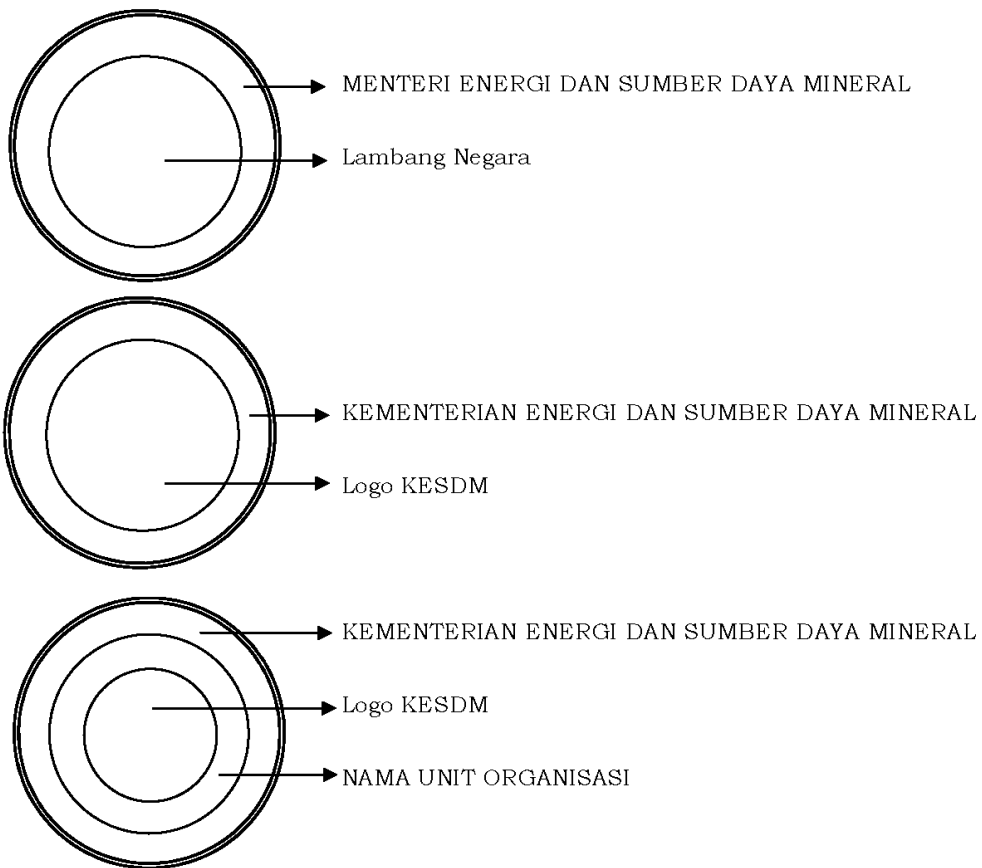 MENTERI ENERGI DAN SUMBER DAYA MINERAL
Lambang Negara
KEMENTERIAN ENERGI DAN SUMBER DAYA MINERAL
Logo KESDM
KEMENTERIAN ENERGI DAN SUMBER DAYA MINERAL
Logo KESDM
NAMA UNIT ORGANISASI